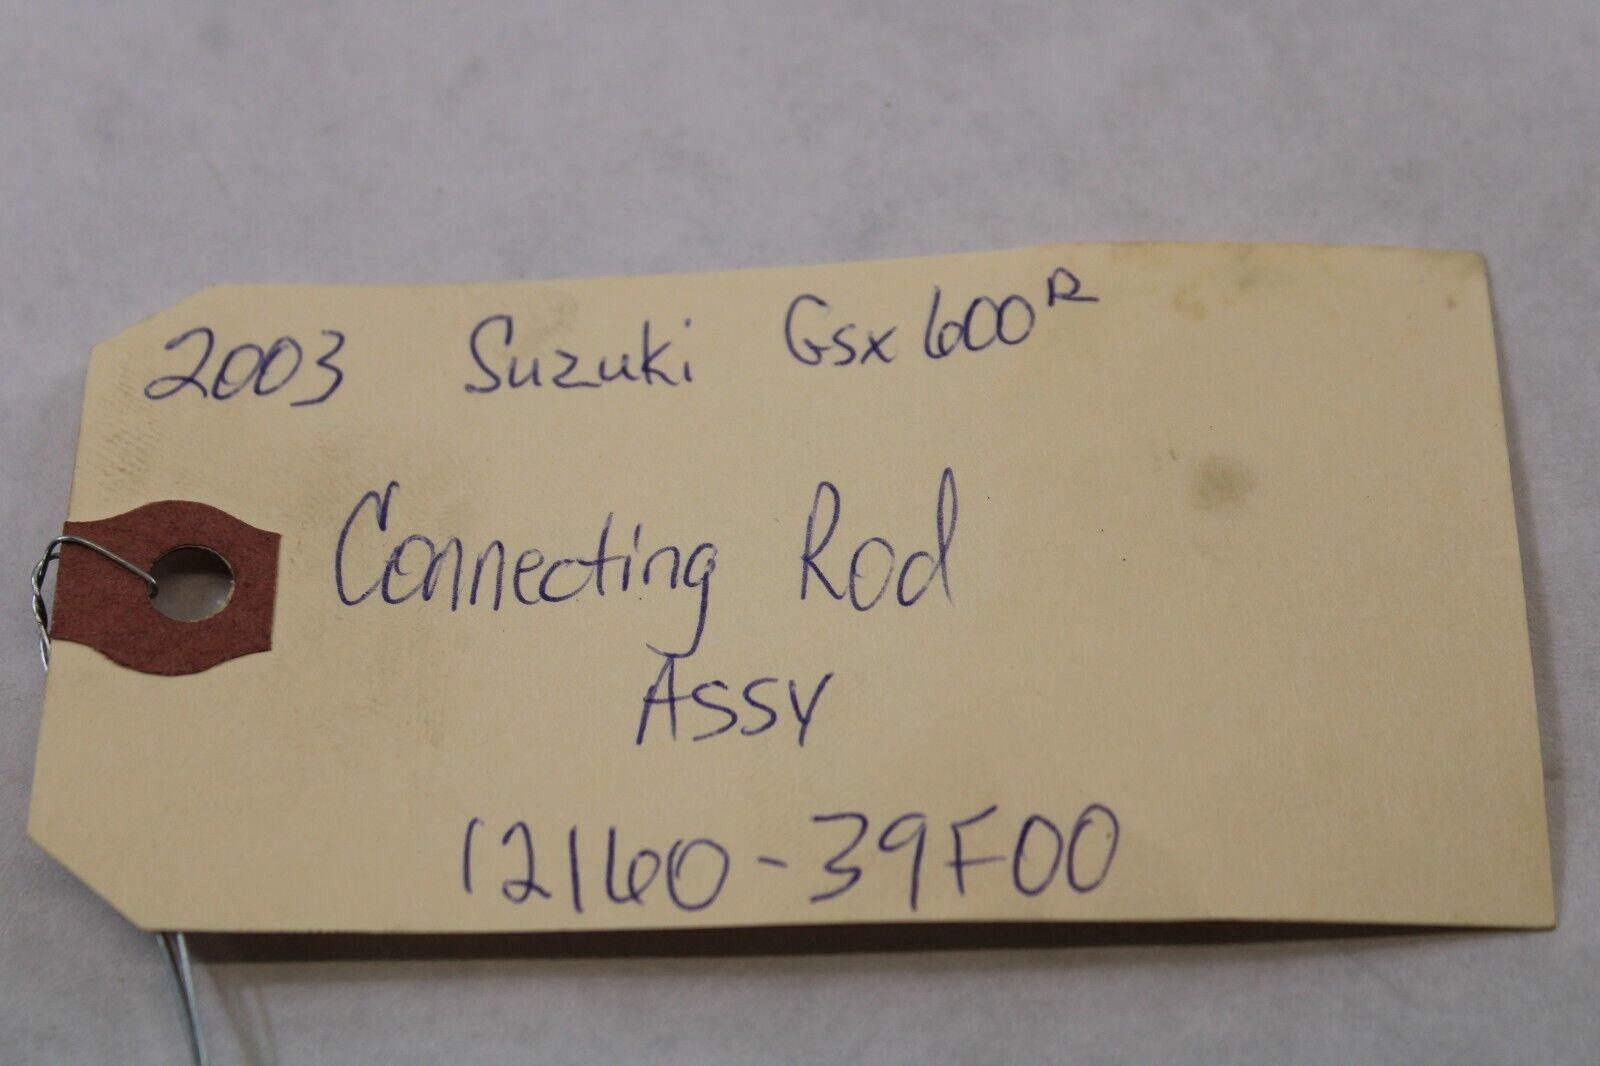 2003 Suzuki Gsx600R
Connecting Rod
Assy
12160-39F00